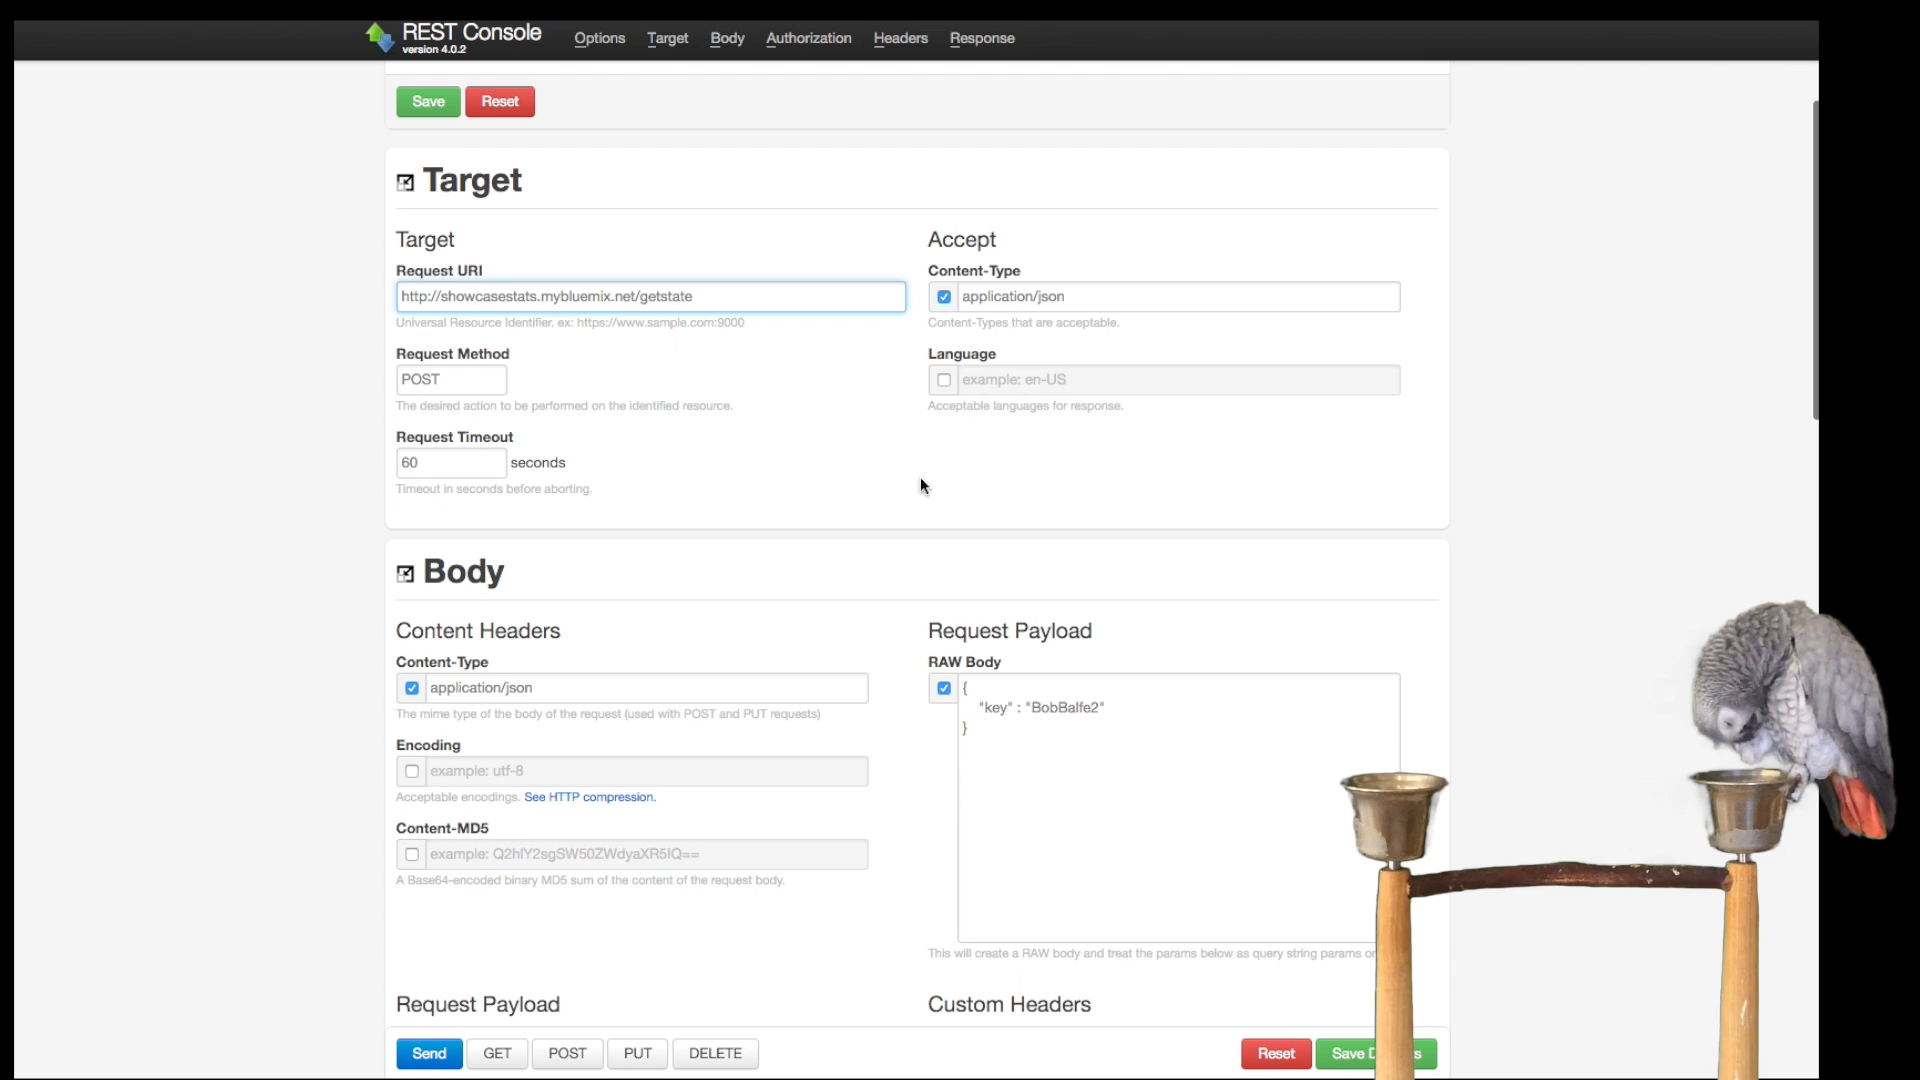 REST Console
version 4.0.2
Options Target Body Authorization Headers Response
Save Reset
Target
Target
Request URI
http://showcasestats.mybluemix.net/getstate
Universal Resource Identifier. ex: https://www.sample.com:9000
Request Method
POST
The desired action to be performed on the identified resource.
Request Timeout
60 seconds
Timeout in seconds before aborting.
Accept
Content-Type
application/json
Content-Types that are acceptable.
Language
example: en-US
Acceptable languages for response.
Body
Content Headers
Content-Type
application/json
The mime type of the body of the request (used with POST and PUT requests)
Encoding
example: utf-8
Acceptable encodings. See HTTP compression.
Content-MD5
example: Q2hlY2sgSW50ZWdyaXR5IQ==
A Base64-encoded binary MD5 sum of the content of the request body.
Request Payload
RAW Body
{
"key" : "BobBalfe2"
}
This will create a RAW body and treat the params below as query string params
Request Payload
Custom Headers
Send GET POST PUT DELETE
Reset Save